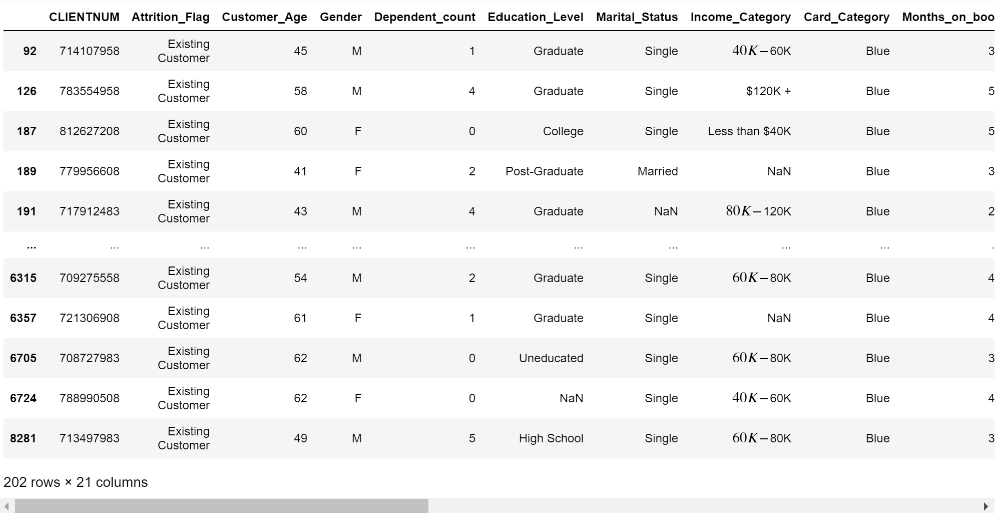 CLIENTNUM Attrition_Flag Customer_Age Gender Dependent_count Education_Level Marital_Status Income_Category Card_Category Months_on_boo
92 714107958 Existing Customer 45 M 1 Graduate Single 40K−60K Blue 3
126 783554958 Existing Customer 58 M 4 Graduate Single $120K + Blue 5
187 812627208 Existing Customer 60 F 0 College Single Less than $40K Blue 5
189 779956608 Existing Customer 41 F 2 Post-Graduate Married NaN Blue 3
191 717912483 Existing Customer 43 M 4 Graduate NaN 80K−120K Blue 2
... ... ... ... ... ... ... ... ... ... .
6315 709275558 Existing Customer 54 M 2 Graduate Single 60K−80K Blue 4
6357 721306908 Existing Customer 61 F 1 Graduate Single NaN Blue 4
6705 708727983 Existing Customer 62 M 0 Uneducated Single 60K−80K Blue 3
6724 788990508 Existing Customer 62 F 0 NaN Single 40K−60K Blue 4
8281 713497983 Existing Customer 49 M 5 High School Single 60K−80K Blue 3
202 rows × 21 columns